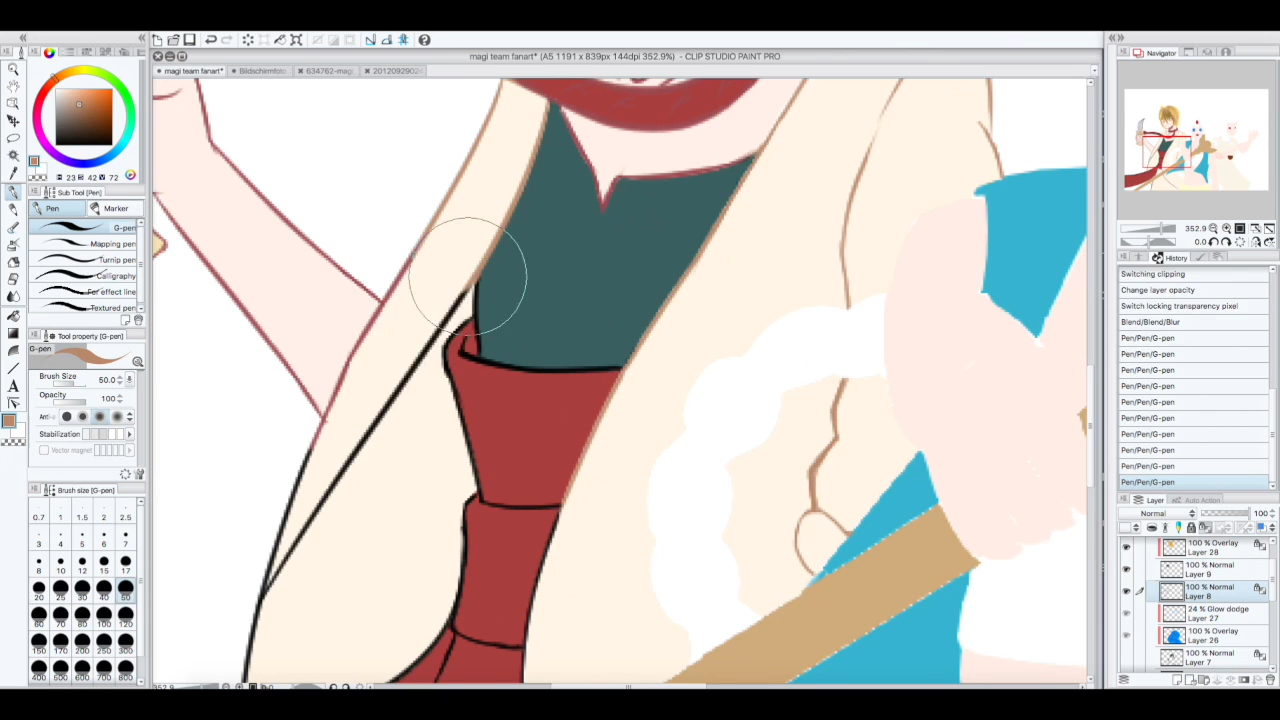 magi team fanart* (A5 1191 x 839px 144dpi 352.9%) - CLIP STUDIO PAINT PRO
magi team fanart*
Bildschirmfoto
634762-magi
20120929024
Navigator
352.9
0.0
23 42 72
Sub Tool [Pen]
Pen
Marker
G-pen
Mapping pen
Turnip pen
Calligraphy
For effect line
Textured pen
Tool property [G-pen]
G-pen
Brush Size 50.0
Opacity 100
Stabilization
Vector magnet
Brush size [G-pen]
0.7 1 1.5 2 2.5
3 4 5 6 7
8 10 12 15 17
20 25 30 40 50
60 70 80 100 120
150 170 200 250 300
400 500 600 700 800
History
Switching clipping
Change layer opacity
Switch locking transparency pixel
Blend/Blend/Blur
Pen/Pen/G-pen
Pen/Pen/G-pen
Pen/Pen/G-pen
Pen/Pen/G-pen
Pen/Pen/G-pen
Pen/Pen/G-pen
Pen/Pen/G-pen
Pen/Pen/G-pen
Pen/Pen/G-pen
Pen/Pen/G-pen
Layer
Auto Action
Normal 100
100 % Overlay
Layer 28
100 % Normal
Layer 9
100 % Normal
Layer 8
24 % Glow dodge
Layer 27
100 % Overlay
Layer 26
100 % Normal
Layer 7
352.9